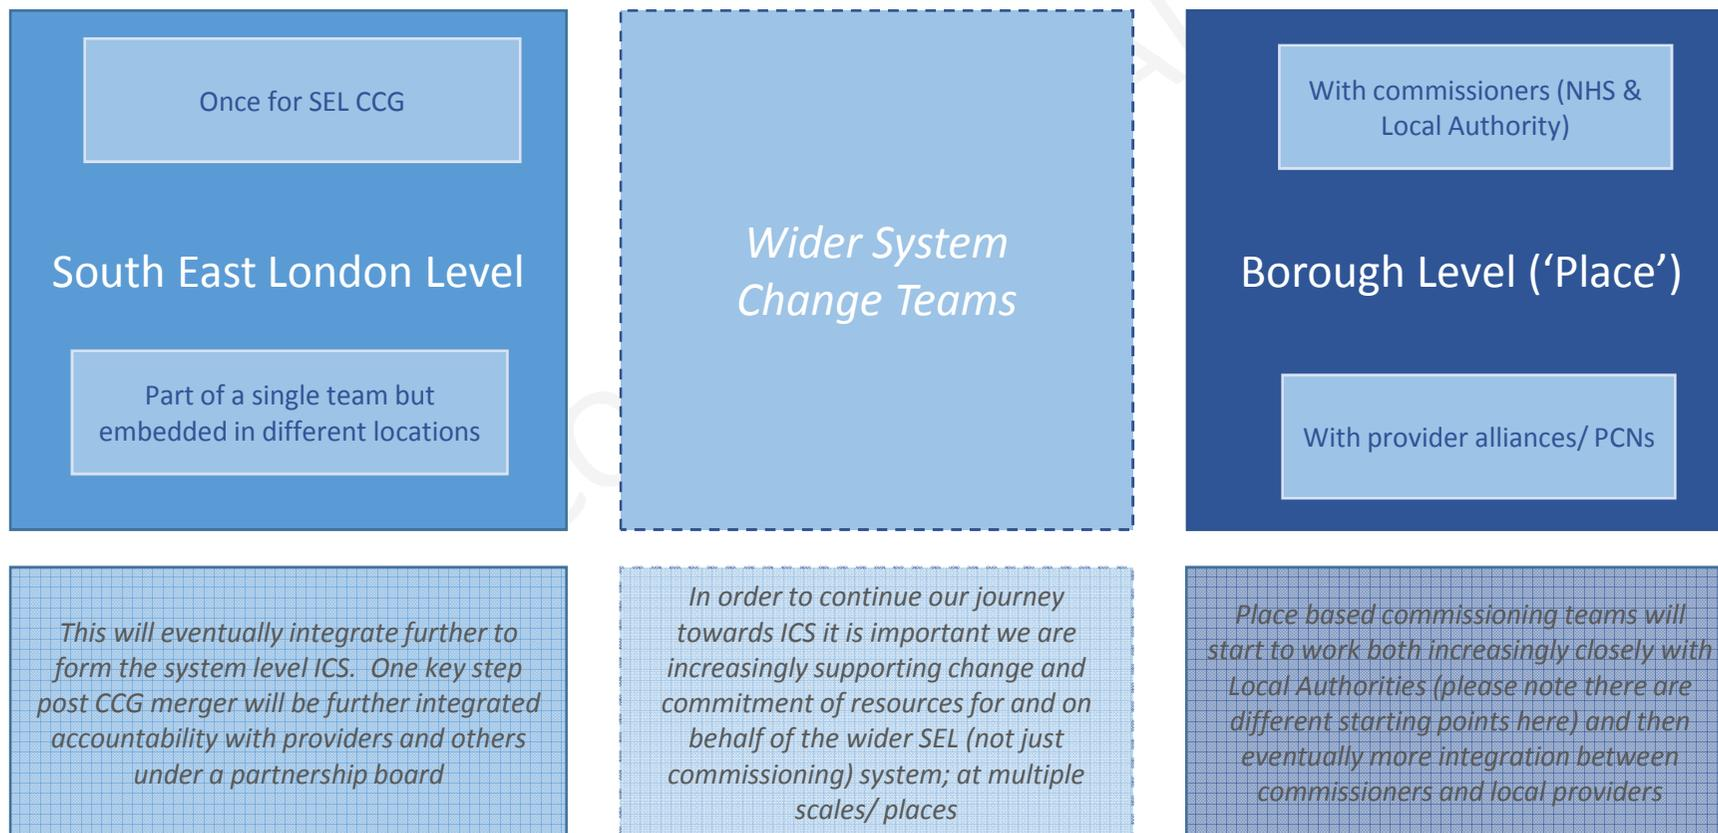 Once for SEL CCG
South East London Level
Part of a single team but
embedded in different locations
Wider System
Change Teams
With commissioners (NHS &
Local Authority)
Borough Level (‘Place’)
With provider alliances/ PCNs
This will eventually integrate further to
form the system level ICS.  One key step
post CCG merger will be further integrated
accountability with providers and others
under a partnership board
In order to continue our journey
towards ICS it is important we are
increasingly supporting change and
commitment of resources for and on
behalf of the wider SEL (not just
commissioning) system; at multiple
scales/ places
Place based commissioning teams will
start to work both increasingly closely with
Local Authorities (please note there are
different starting points here) and then
eventually more integration between
commissioners and local providers